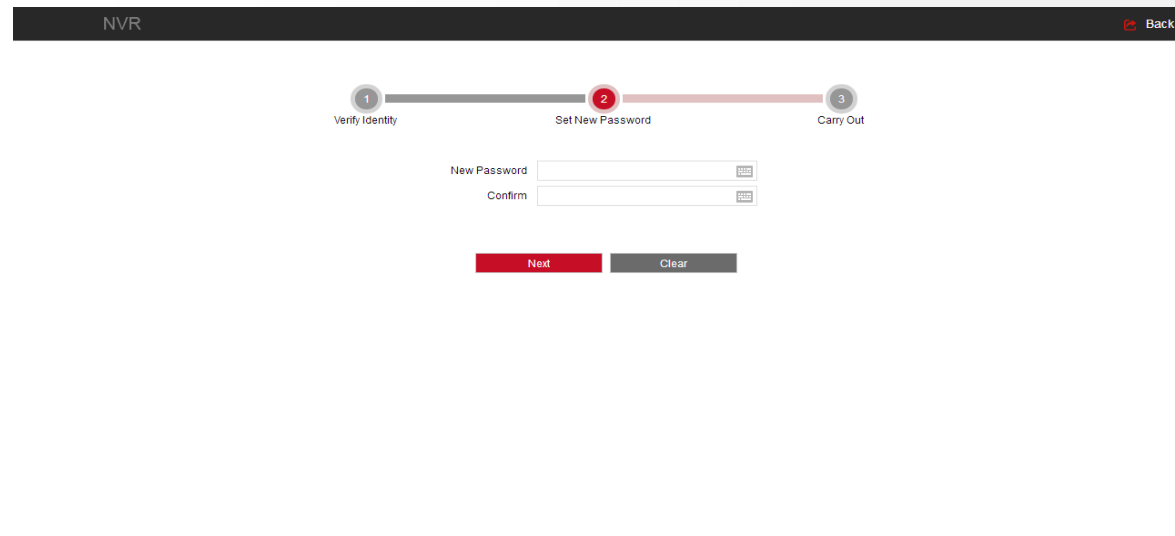 NVR Back
1 2 3
Verify Identity Set New Password Carry Out
New Password
Confirm
Next Clear